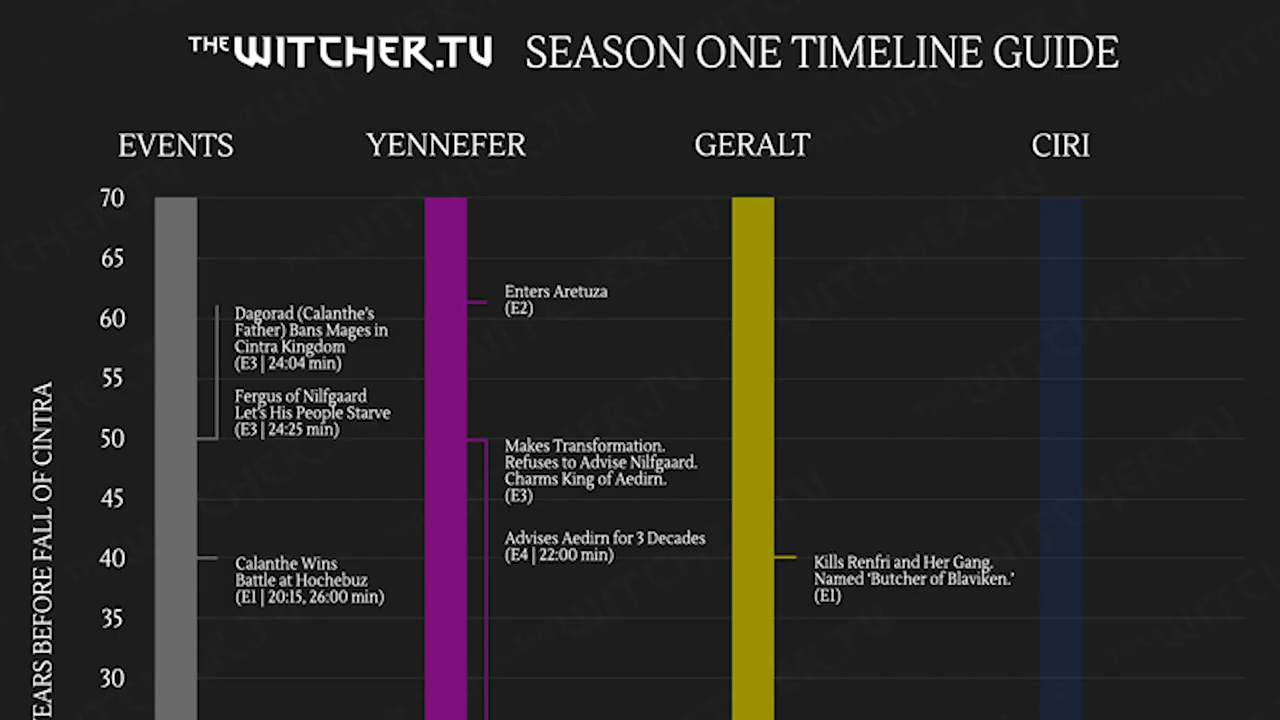 THE WITCHER.TV SEASON ONE TIMELINE GUIDE
EVENTS YENNEFER GERALT CIRI
70
65
60
55
50
45
40
35
30
YEARS BEFORE FALL OF CINTRA
Dagorad (Calanthe's
Father) Bans Mages in
Cintra Kingdom
(E3 | 24:04 min)
Fergus of Nilfgaard
Let's His People Starve
(E3 | 24:25 min)
Calanthe Wins
Battle at Hochebuz
(E1 | 20:15, 26:00 min)
Enters Aretuza
(E2)
Makes Transformation.
Refuses to Advise Nilfgaard.
Charms King of Aedirn.
(E3)
Advises Aedirn for 3 Decades
(E4 | 22:00 min)
Kills Renfri and Her Gang.
Named 'Butcher of Blaviken.'
(E1)